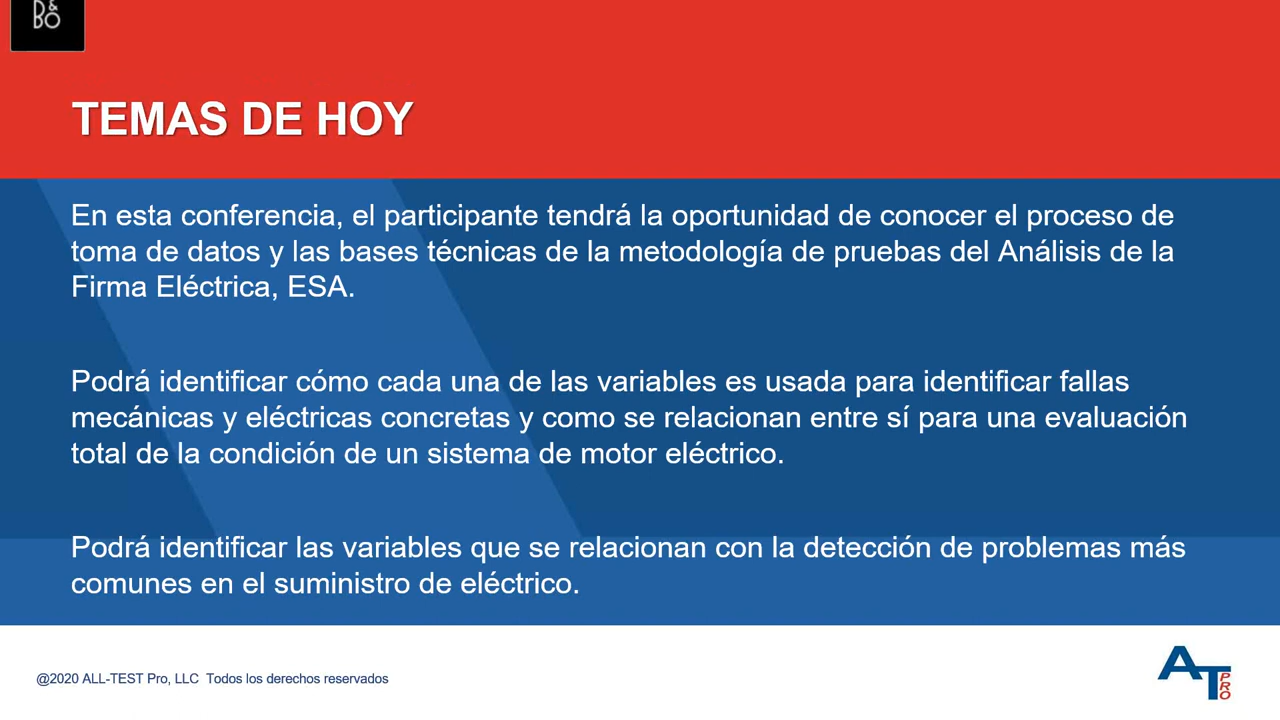 D&
BO
TEMAS DE HOY
En esta conferencia, el participante tendrá la oportunidad de conocer el proceso de
toma de datos y las bases técnicas de la metodología de pruebas del Análisis de la
Firma Eléctrica, ESA.
Podrá identificar cómo cada una de las variables es usada para identificar fallas
mecánicas y eléctricas concretas y como se relacionan entre sí para una evaluación
total de la condición de un sistema de motor eléctrico.
Podrá identificar las variables que se relacionan con la detección de problemas más
comunes en el suministro de eléctrico.
@2020 ALL-TEST Pro, LLC Todos los derechos reservados
AT PRO